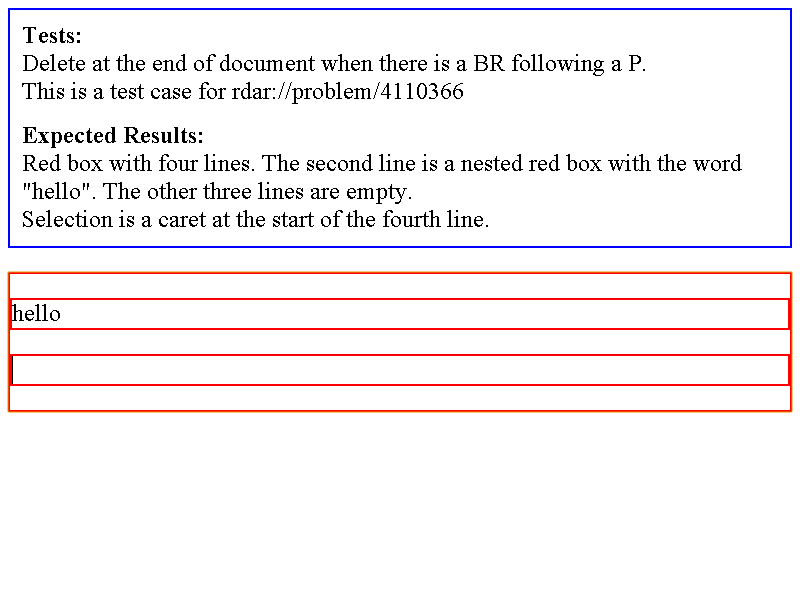 Tests:
Delete at the end of document when there is a BR following a P.
This is a test case for rdar://problem/4110366
Expected Results:
Red box with four lines. The second line is a nested red box with the word
"hello". The other three lines are empty.
Selection is a caret at the start of the fourth line.
hello